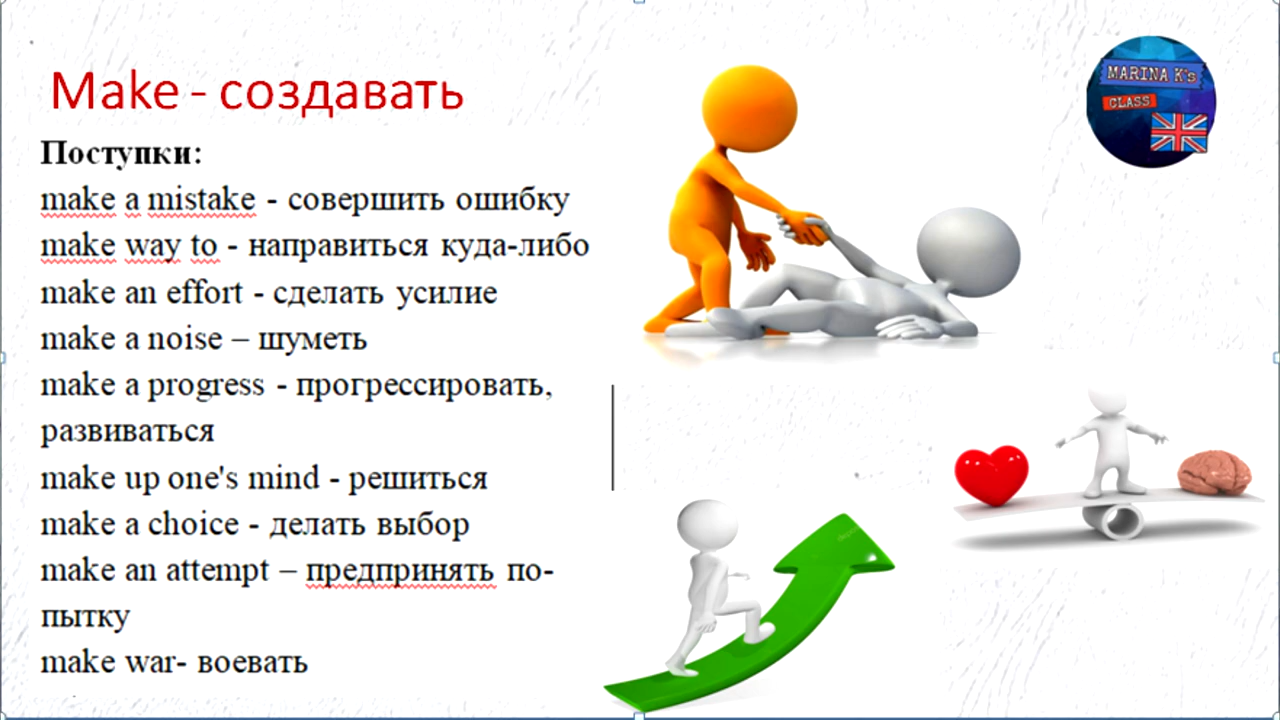 Make - создавать
MARINA K's
CLASS
Поступки:
make a mistake - совершить ошибку
make way to - направиться куда-либо
make an effort - сделать усилие
make a noise – шуметь
make a progress - прогрессировать,
развиваться
make up one's mind - решиться
make a choice - делать выбор
make an attempt – предпринять по-
пытку
make war- воевать